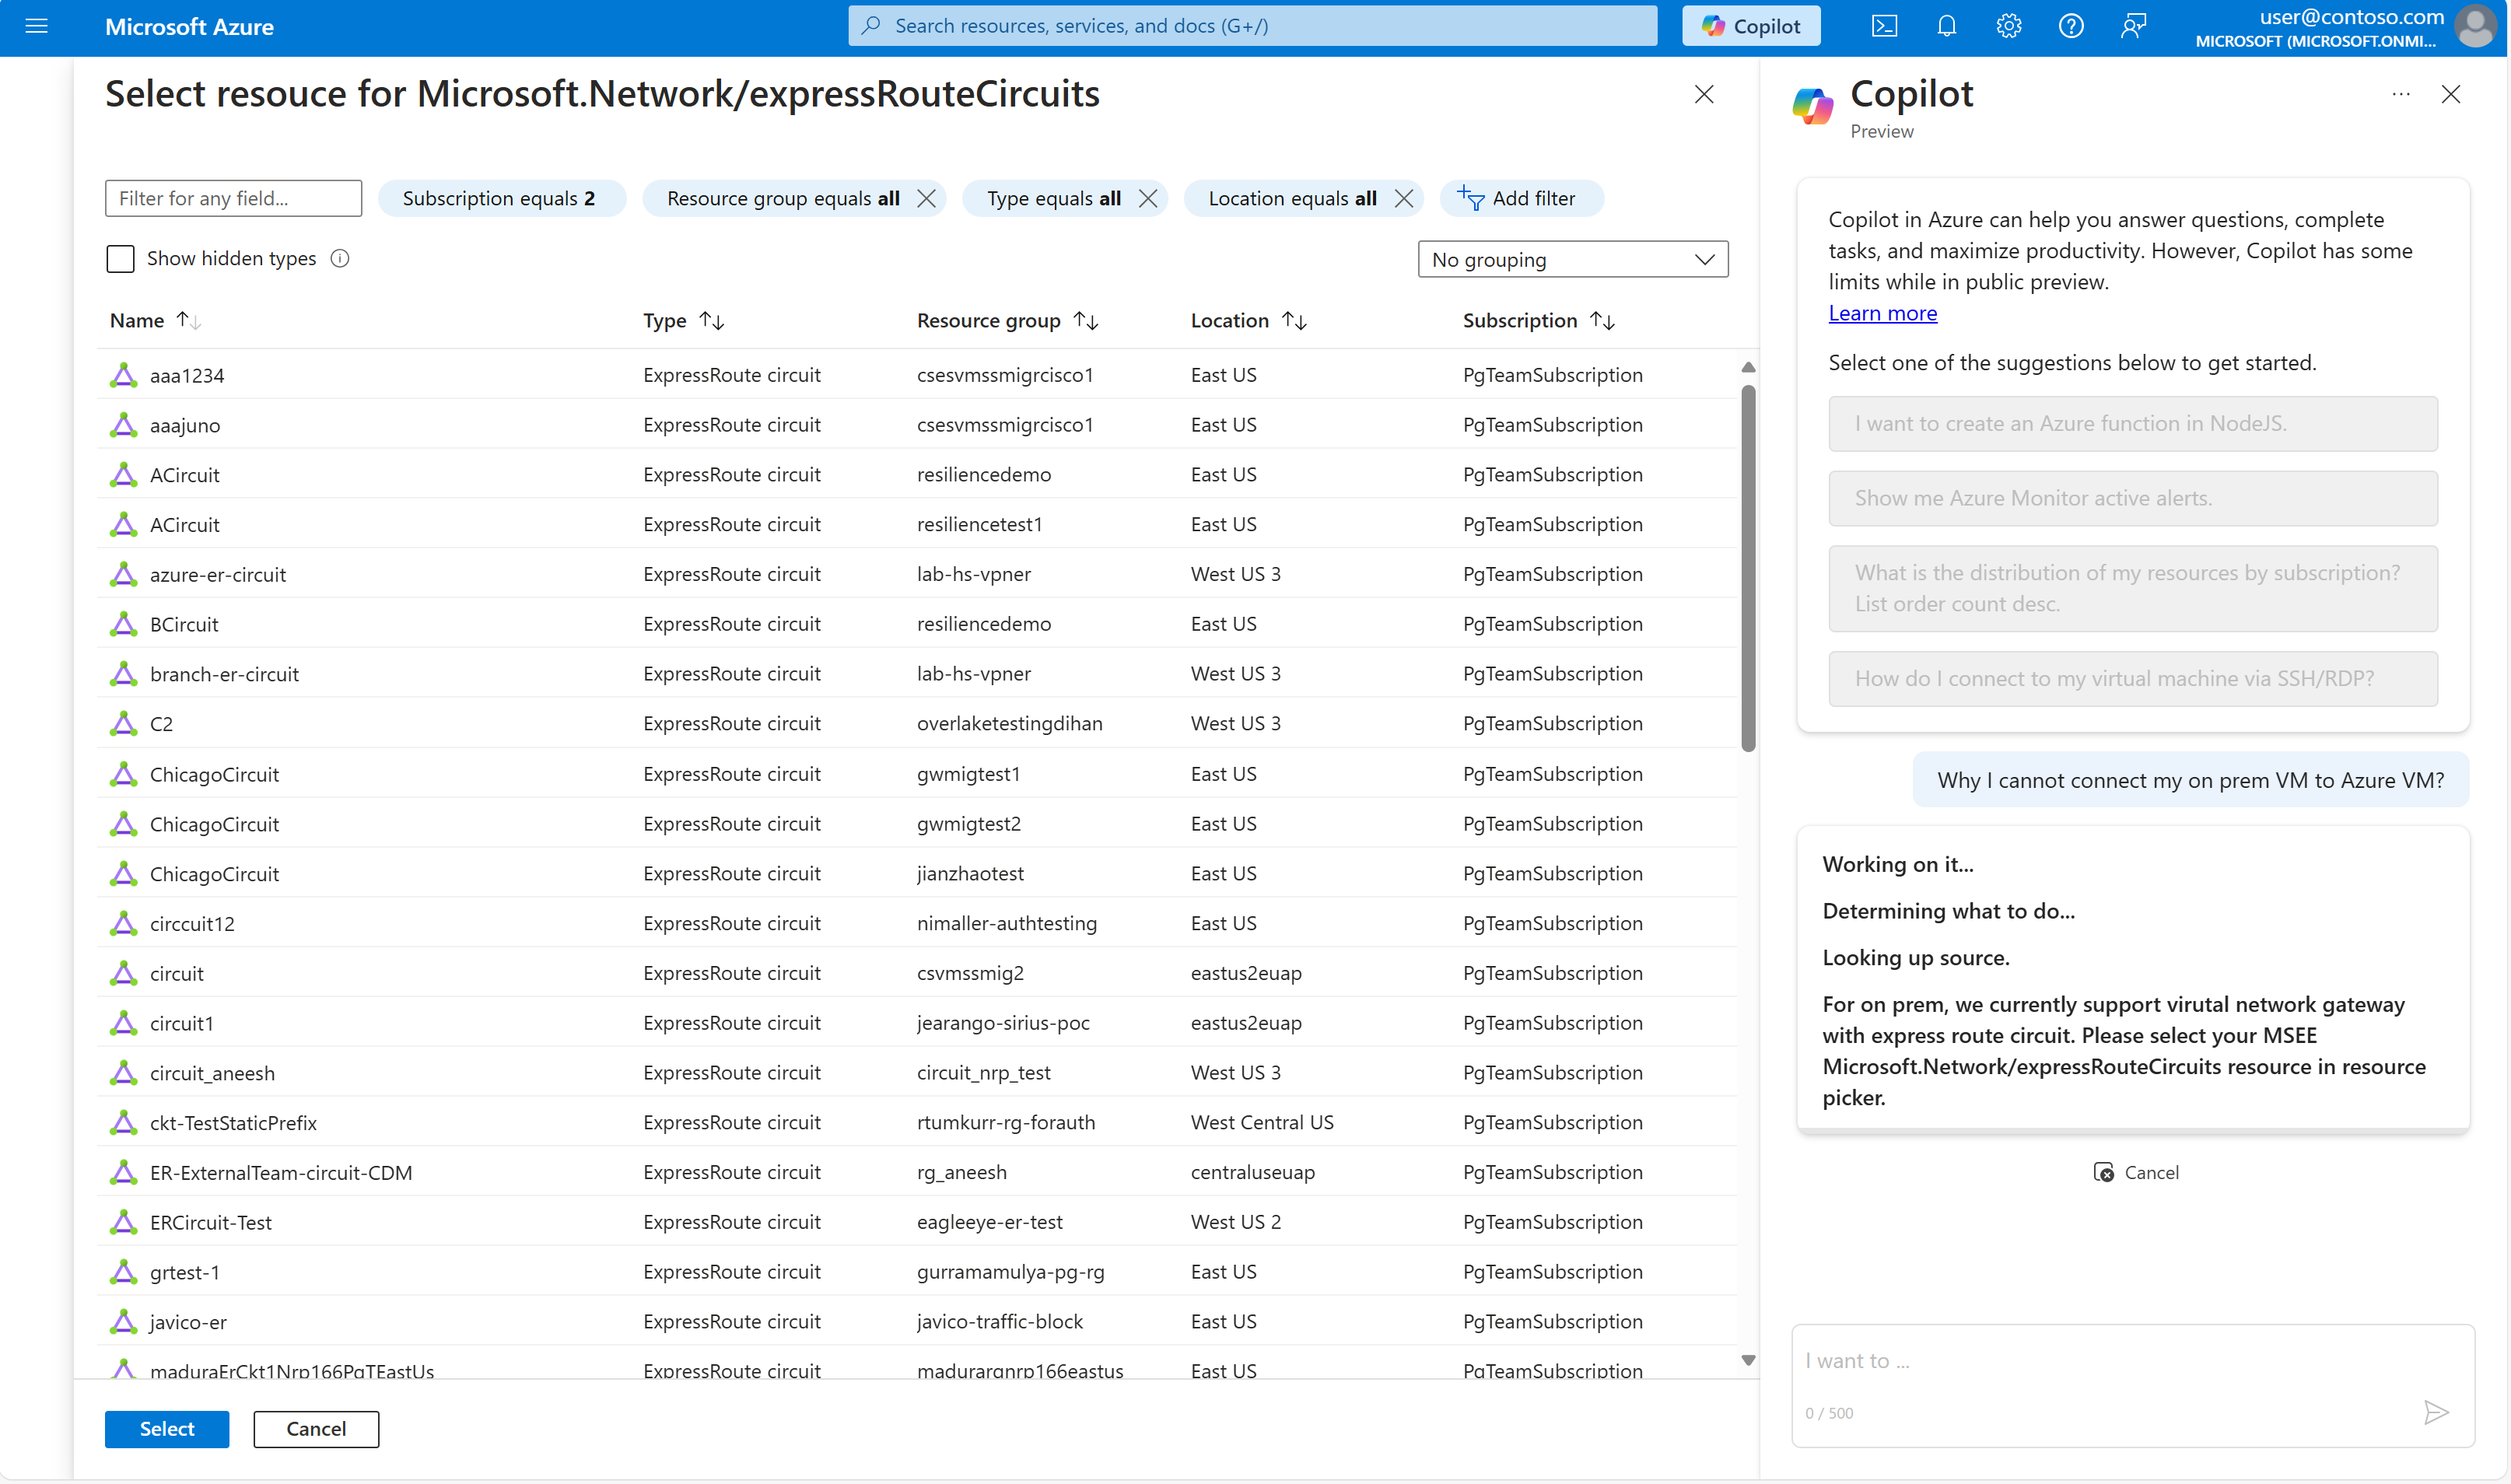 Microsoft Azure
Search resources, services, and docs (G+/)
Copilot
user@contoso.com
MICROSOFT (MICROSOFT.ONMI...
Select resouce for Microsoft.Network/expressRouteCircuits
Filter for any field...
Subscription equals 2
Resource group equals all
Type equals all
Location equals all
Add filter
Show hidden types
No grouping
Name Type Resource group Location Subscription
aaa1234 ExpressRoute circuit csesvmssmigrcisco1 East US PgTeamSubscription
aaajuno ExpressRoute circuit csesvmssmigrcisco1 East US PgTeamSubscription
ACircuit ExpressRoute circuit resiliencedemo East US PgTeamSubscription
ACircuit ExpressRoute circuit resiliencetest1 East US PgTeamSubscription
azure-er-circuit ExpressRoute circuit lab-hs-vpner West US 3 PgTeamSubscription
BCircuit ExpressRoute circuit resiliencedemo East US PgTeamSubscription
branch-er-circuit ExpressRoute circuit lab-hs-vpner West US 3 PgTeamSubscription
C2 ExpressRoute circuit overlaketestingdihan West US 3 PgTeamSubscription
ChicagoCircuit ExpressRoute circuit gwmigtest1 East US PgTeamSubscription
ChicagoCircuit ExpressRoute circuit gwmigtest2 East US PgTeamSubscription
ChicagoCircuit ExpressRoute circuit jianzhaotest East US PgTeamSubscription
circcuit12 ExpressRoute circuit nimaller-authtesting East US PgTeamSubscription
circuit ExpressRoute circuit csvmssmig2 eastus2euap PgTeamSubscription
circuit1 ExpressRoute circuit jearango-sirius-poc eastus2euap PgTeamSubscription
circuit_aneesh ExpressRoute circuit circuit_nrp_test West US 3 PgTeamSubscription
ckt-TestStaticPrefix ExpressRoute circuit rtumkurr-rg-forauth West Central US PgTeamSubscription
ER-ExternalTeam-circuit-CDM ExpressRoute circuit rg_aneesh centraluseuap PgTeamSubscription
ERCircuit-Test ExpressRoute circuit eagleeye-er-test West US 2 PgTeamSubscription
grtest-1 ExpressRoute circuit gurramamulya-pg-rg East US PgTeamSubscription
javico-er ExpressRoute circuit javico-traffic-block East US PgTeamSubscription
maduraErCkt1Nrp166PgTEastUs ExpressRoute circuit madurargnrp166eastus East US PgTeamSubscription
Select
Cancel
Copilot
Preview
Copilot in Azure can help you answer questions, complete
tasks, and maximize productivity. However, Copilot has some
limits while in public preview.
Learn more
Select one of the suggestions below to get started.
I want to create an Azure function in NodeJS.
Show me Azure Monitor active alerts.
What is the distribution of my resources by subscription?
List order count desc.
How do I connect to my virtual machine via SSH/RDP?
Why I cannot connect my on prem VM to Azure VM?
Working on it...
Determining what to do...
Looking up source.
For on prem, we currently support virutal network gateway
with express route circuit. Please select your MSEE
Microsoft.Network/expressRouteCircuits resource in resource
picker.
Cancel
I want to ...
0 / 500